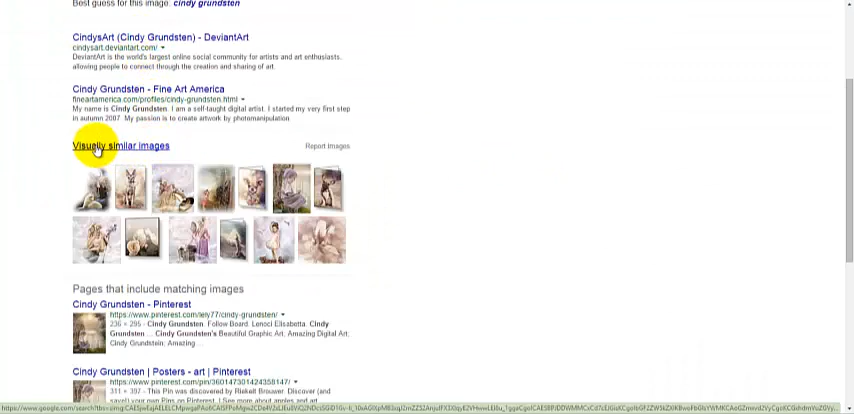 Best guess for this image: cindy grundsten
CindysArt (Cindy Grundsten) - DeviantArt
cindysart.deviantart.com/
DeviantArt is the world's largest online social community for artists and art enthusiasts,
allowing people to connect through the creation and sharing of art.
Cindy Grundsten - Fine Art America
fineartamerica.com/profiles/cindy-grundsten.html
My name is Cindy Grundsten. I am a self-taught digital artist. I started my very first step
in autumn 2007. My passion is to create artwork by photomanipulation
Visually similar images
Report images
Pages that include matching images
Cindy Grundsten - Pinterest
https://www.pinterest.com/lely77/cindy-grundsten/
236 × 295 - Cindy Grundsten. Follow Board. Lenoci Elisabetta. Cindy
Grundsten ... Cindy Grundsten's Beautiful Graphic Art; Amazing Digital Art;
Cindy Grundstein; Amazing ...
Cindy Grundsten | Posters - art | Pinterest
https://www.pinterest.com/pin/360147301424358147/
311 × 397 - This Pin was discovered by Rickelt Brouwer. Discover (and
save!) your own Pins on Pinterest. | See more about angles and art